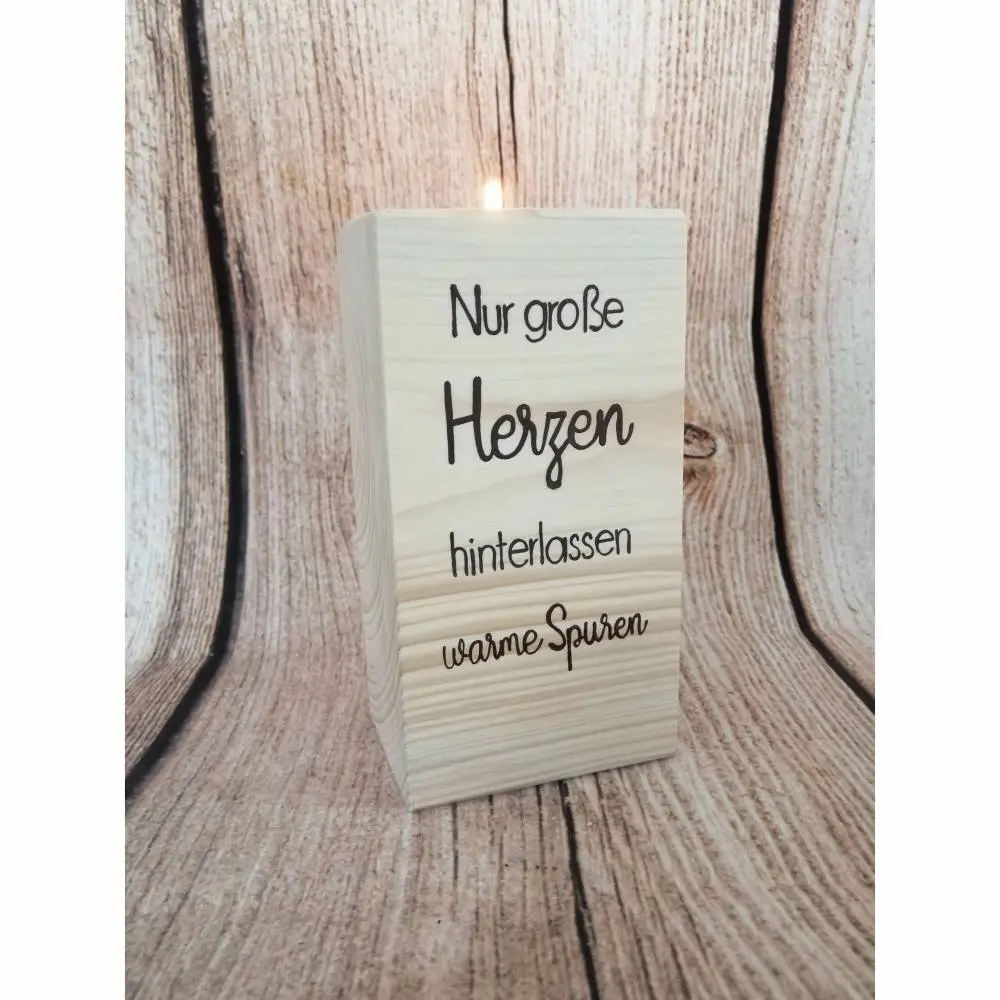 Nur große
Herzen
hinterlassen
warme Spuren